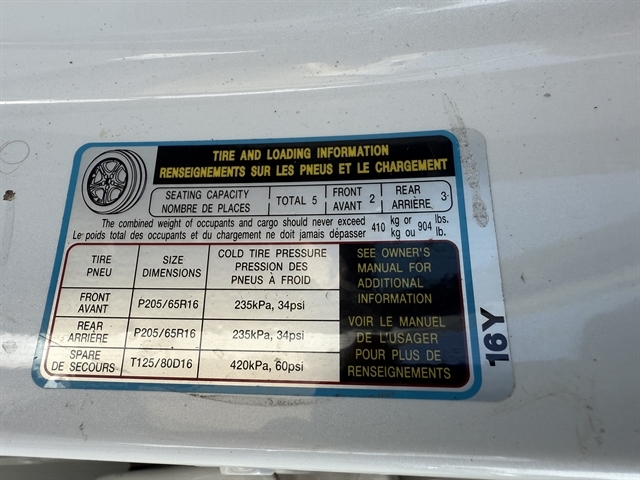 TIRE AND LOADING INFORMATION
RENSEIGNEMENTS SUR LES PNEUS ET LE CHARGEMENT
SEATING CAPACITY
NOMBRE DE PLACES
TOTAL 5
FRONT
AVANT 2
REAR
ARRIÈRE 3
The combined weight of occupants and cargo should never exceed 410 kg or 904 lbs.
Le poids total des occupants et du chargement ne doit jamais dépasser kg ou lb.
TIRE
PNEU
SIZE
DIMENSIONS
COLD TIRE PRESSURE
PRESSION DES
PNEUS À FROID
FRONT
AVANT
P205/65R16
235kPa, 34psi
REAR
ARRIÈRE
P205/65R16
235kPa, 34psi
SPARE
DE SECOURS
T125/80D16
420kPa, 60psi
SEE OWNER'S
MANUAL FOR
ADDITIONAL
INFORMATION
VOIR LE MANUEL
DE L'USAGER
POUR PLUS DE
RENSEIGNEMENTS
16Y